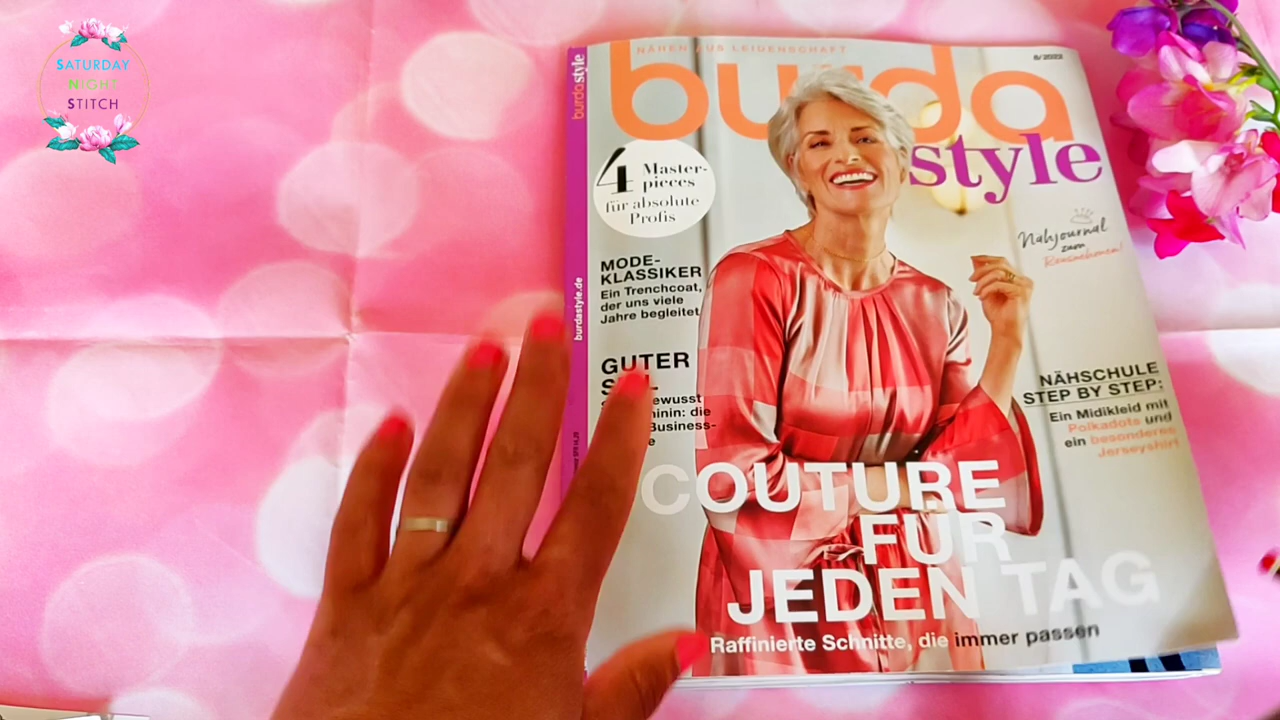 SATURDAY
NIGHT
STITCH
NÄHEN AUS LEIDENSCHAFT
burda
style
burdastyle
burdastyle.de
4 Master-
pieces
für absolute
Profis
MODE-
KLASSIKER
Ein Trenchcoat,
der uns viele
Jahre begleitet
GUTER
Nähjournal
zum
Rausnehmen!
NÄHSCHULE
STEP BY STEP:
Ein Midikleid mit
Polkadots und
ein besonderes
Jerseyshirt
COUTURE
FÜR
JEDEN TAG
Raffinierte Schnitte, die immer passen